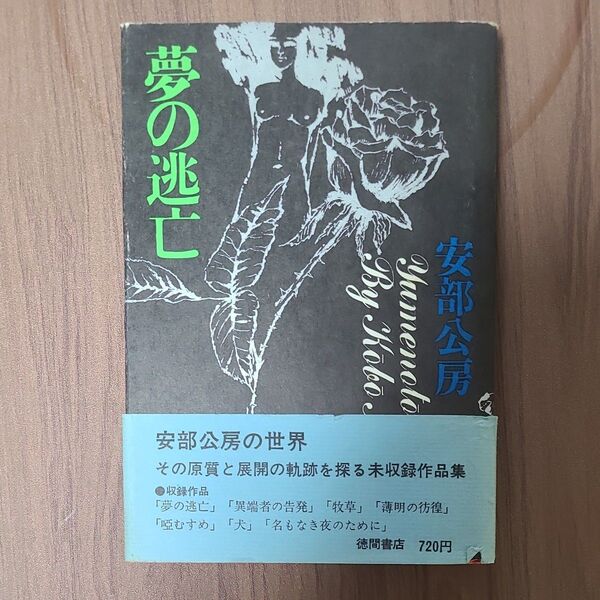 夢の逃亡
安部公房
Yumenotō
By Kōbō A
安部公房の世界
その原質と展開の軌跡を探る未収録作品集
●収録作品
「夢の逃亡」「異端者の告発」「牧草」「薄明の彷徨」
「啞むすめ」「犬」「名もなき夜のために」
徳間書店 720円